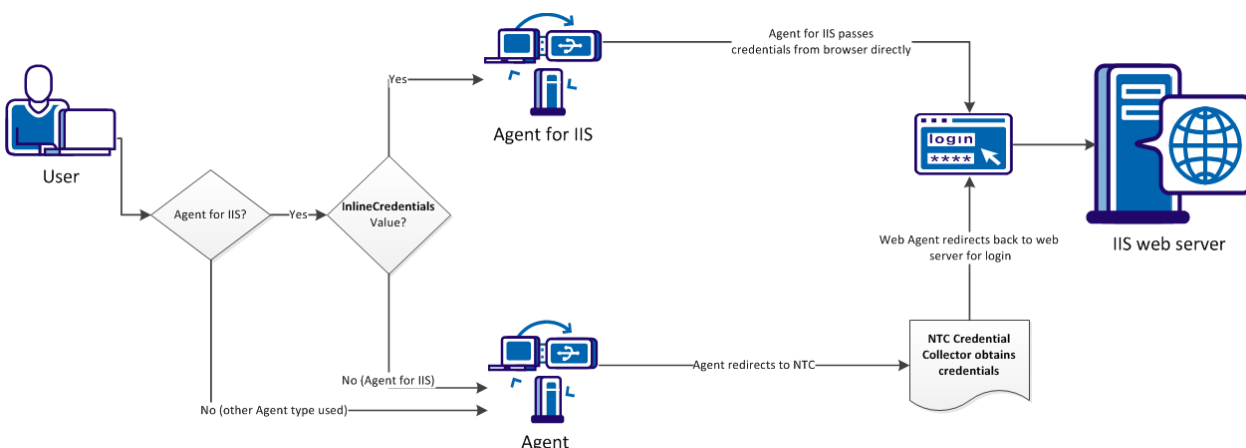 User
Agent for IIS?
Yes
InlineCredentials
Value?
Yes
Agent for IIS
Agent for IIS passes
credentials from browser directly
login
****
IIS web server
Web Agent redirects back to web
server for login
NTC Credential
Collector obtains
credentials
Agent redirects to NTC
No (Agent for IIS)
No (other Agent type used)
Agent